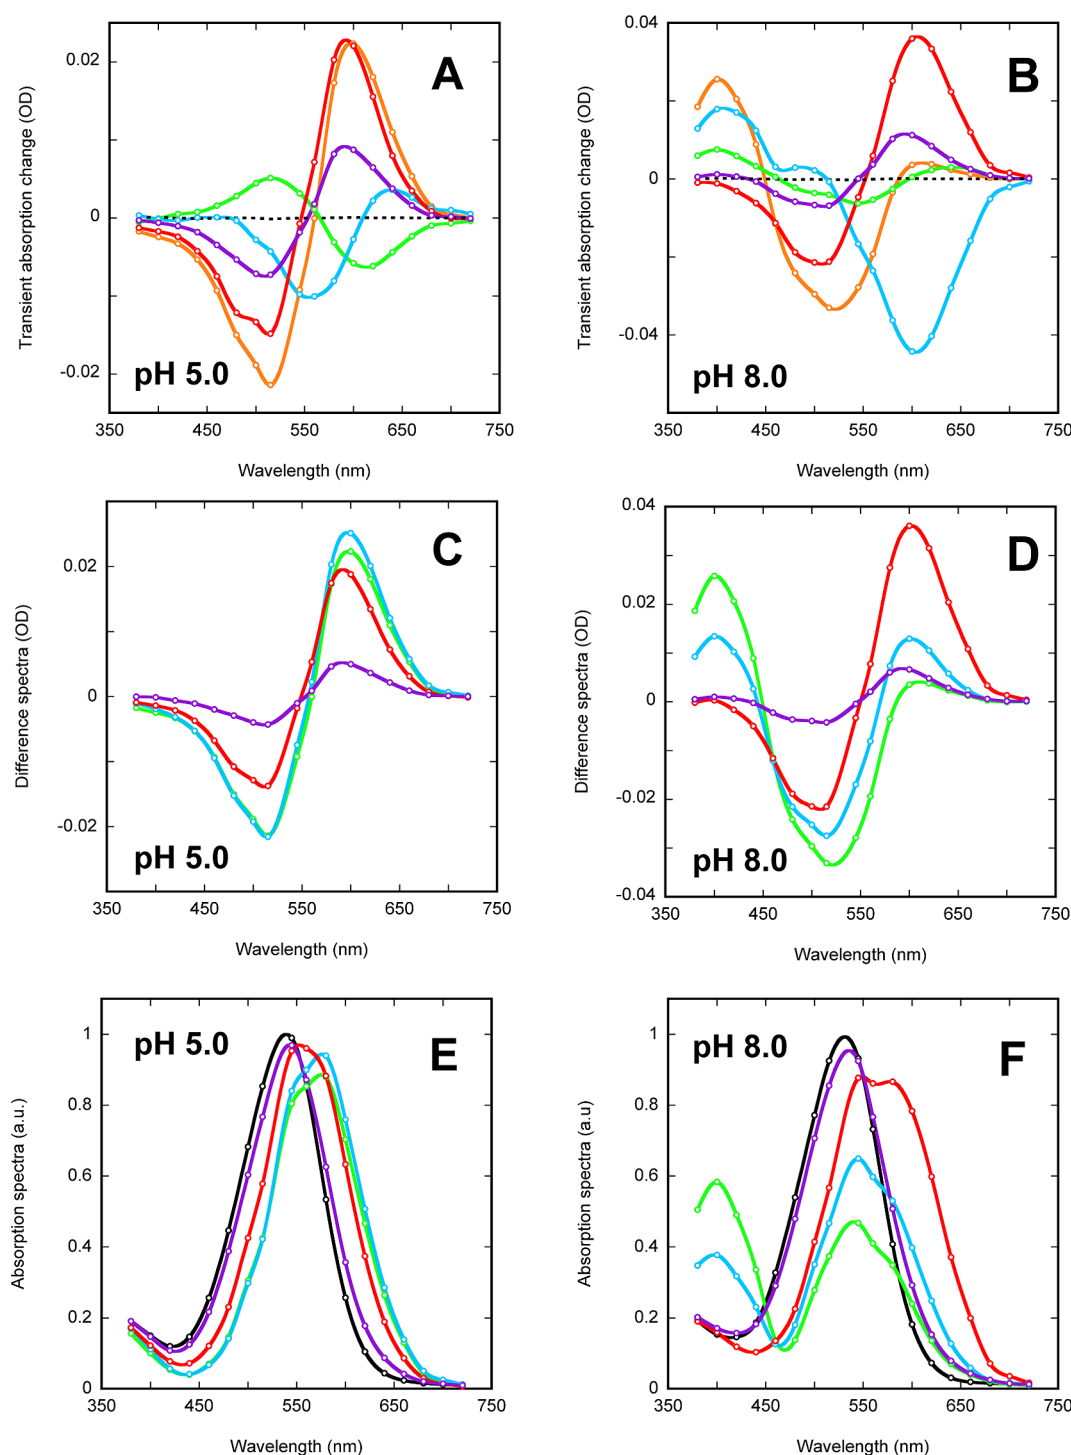 A
Transient absorption change (OD)
0.02
0
-0.02
pH 5.0
350
450
550
650
750
Wavelength (nm)
B
Transient absorption change (OD)
0.04
0
-0.04
pH 8.0
350
450
550
650
750
Wavelength (nm)
C
Difference spectra (OD)
0.02
0
-0.02
pH 5.0
350
450
550
650
750
Wavelength (nm)
D
Difference spectra (OD)
0.04
0.02
0
-0.02
-0.04
pH 8.0
350
450
550
650
750
Wavelength (nm)
pH 5.0
E
Absorption spectra (a.u.)
1
0.8
0.6
0.4
0.2
0
350
450
550
650
750
Wavelength (nm)
pH 8.0
F
Absorption spectra (a.u)
1
0.8
0.6
0.4
0.2
0
350
450
550
650
750
Wavelength (nm)